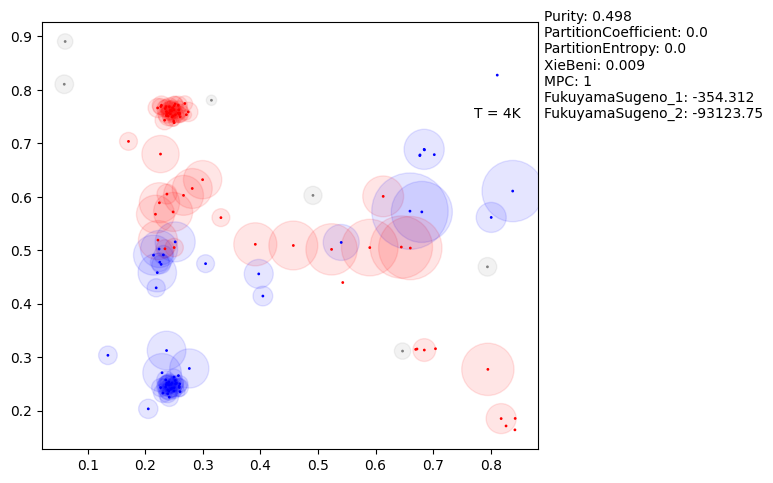 Purity: 0.498
PartitionCoefficient: 0.0
PartitionEntropy: 0.0
XieBeni: 0.009
MPC: 1
FukuyamaSugeno_1: -354.312
FukuyamaSugeno_2: -93123.75
T = 4K
0.9
0.8
0.7
0.6
0.5
0.4
0.3
0.2
0.1 0.2 0.3 0.4 0.5 0.6 0.7 0.8